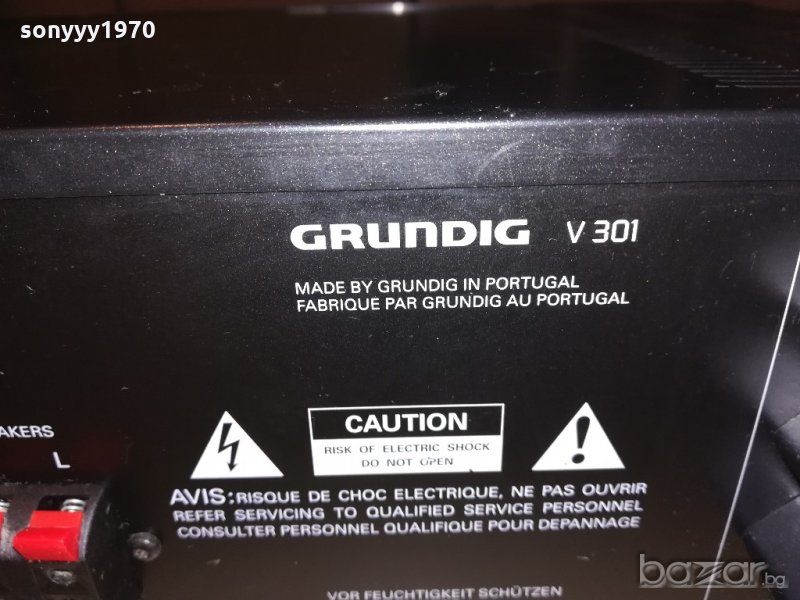 sonyyy1970
GRUNDIG V 301
MADE BY GRUNDIG IN PORTUGAL
FABRIQUE PAR GRUNDIG AU PORTUGAL
AKERS
L
CAUTION
RISK OF ELECTRIC SHOCK
DO NOT OPEN
AVIS: RISQUE DE CHOC ELECTRIQUE, NE PAS OUVRIR
REFER SERVICING TO QUALIFIED SERVICE PERSONNEL
CONSULTER PERSONNEL QUALIFIQUE POUR DEPANNAGE
VOR FEUCHTIGKEIT SCHÜTZEN
bazar.bg